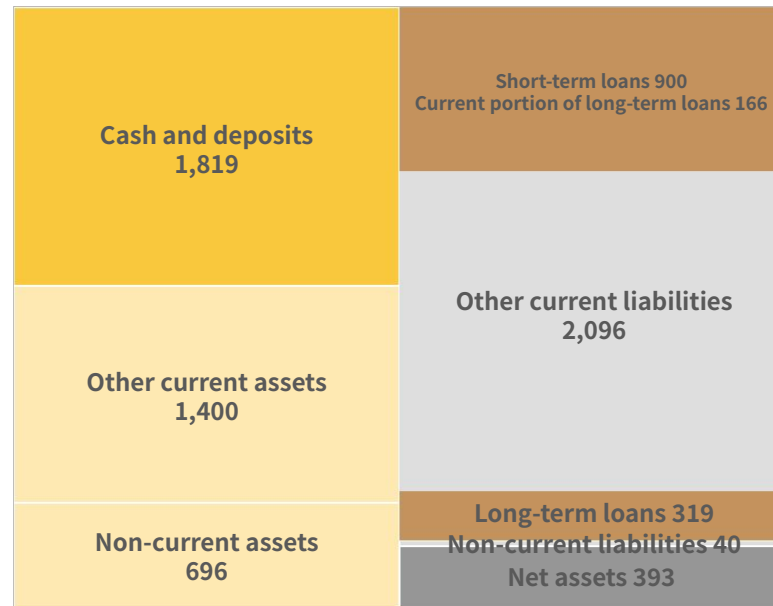 Cash and deposits
1,819
Other current assets
1,400
Non-current assets
696
Short-term loans 900
Current portion of long-term loans 166
Other current liabilities
2,096
Long-term loans 319
Non-current liabilities 40
Net assets 393